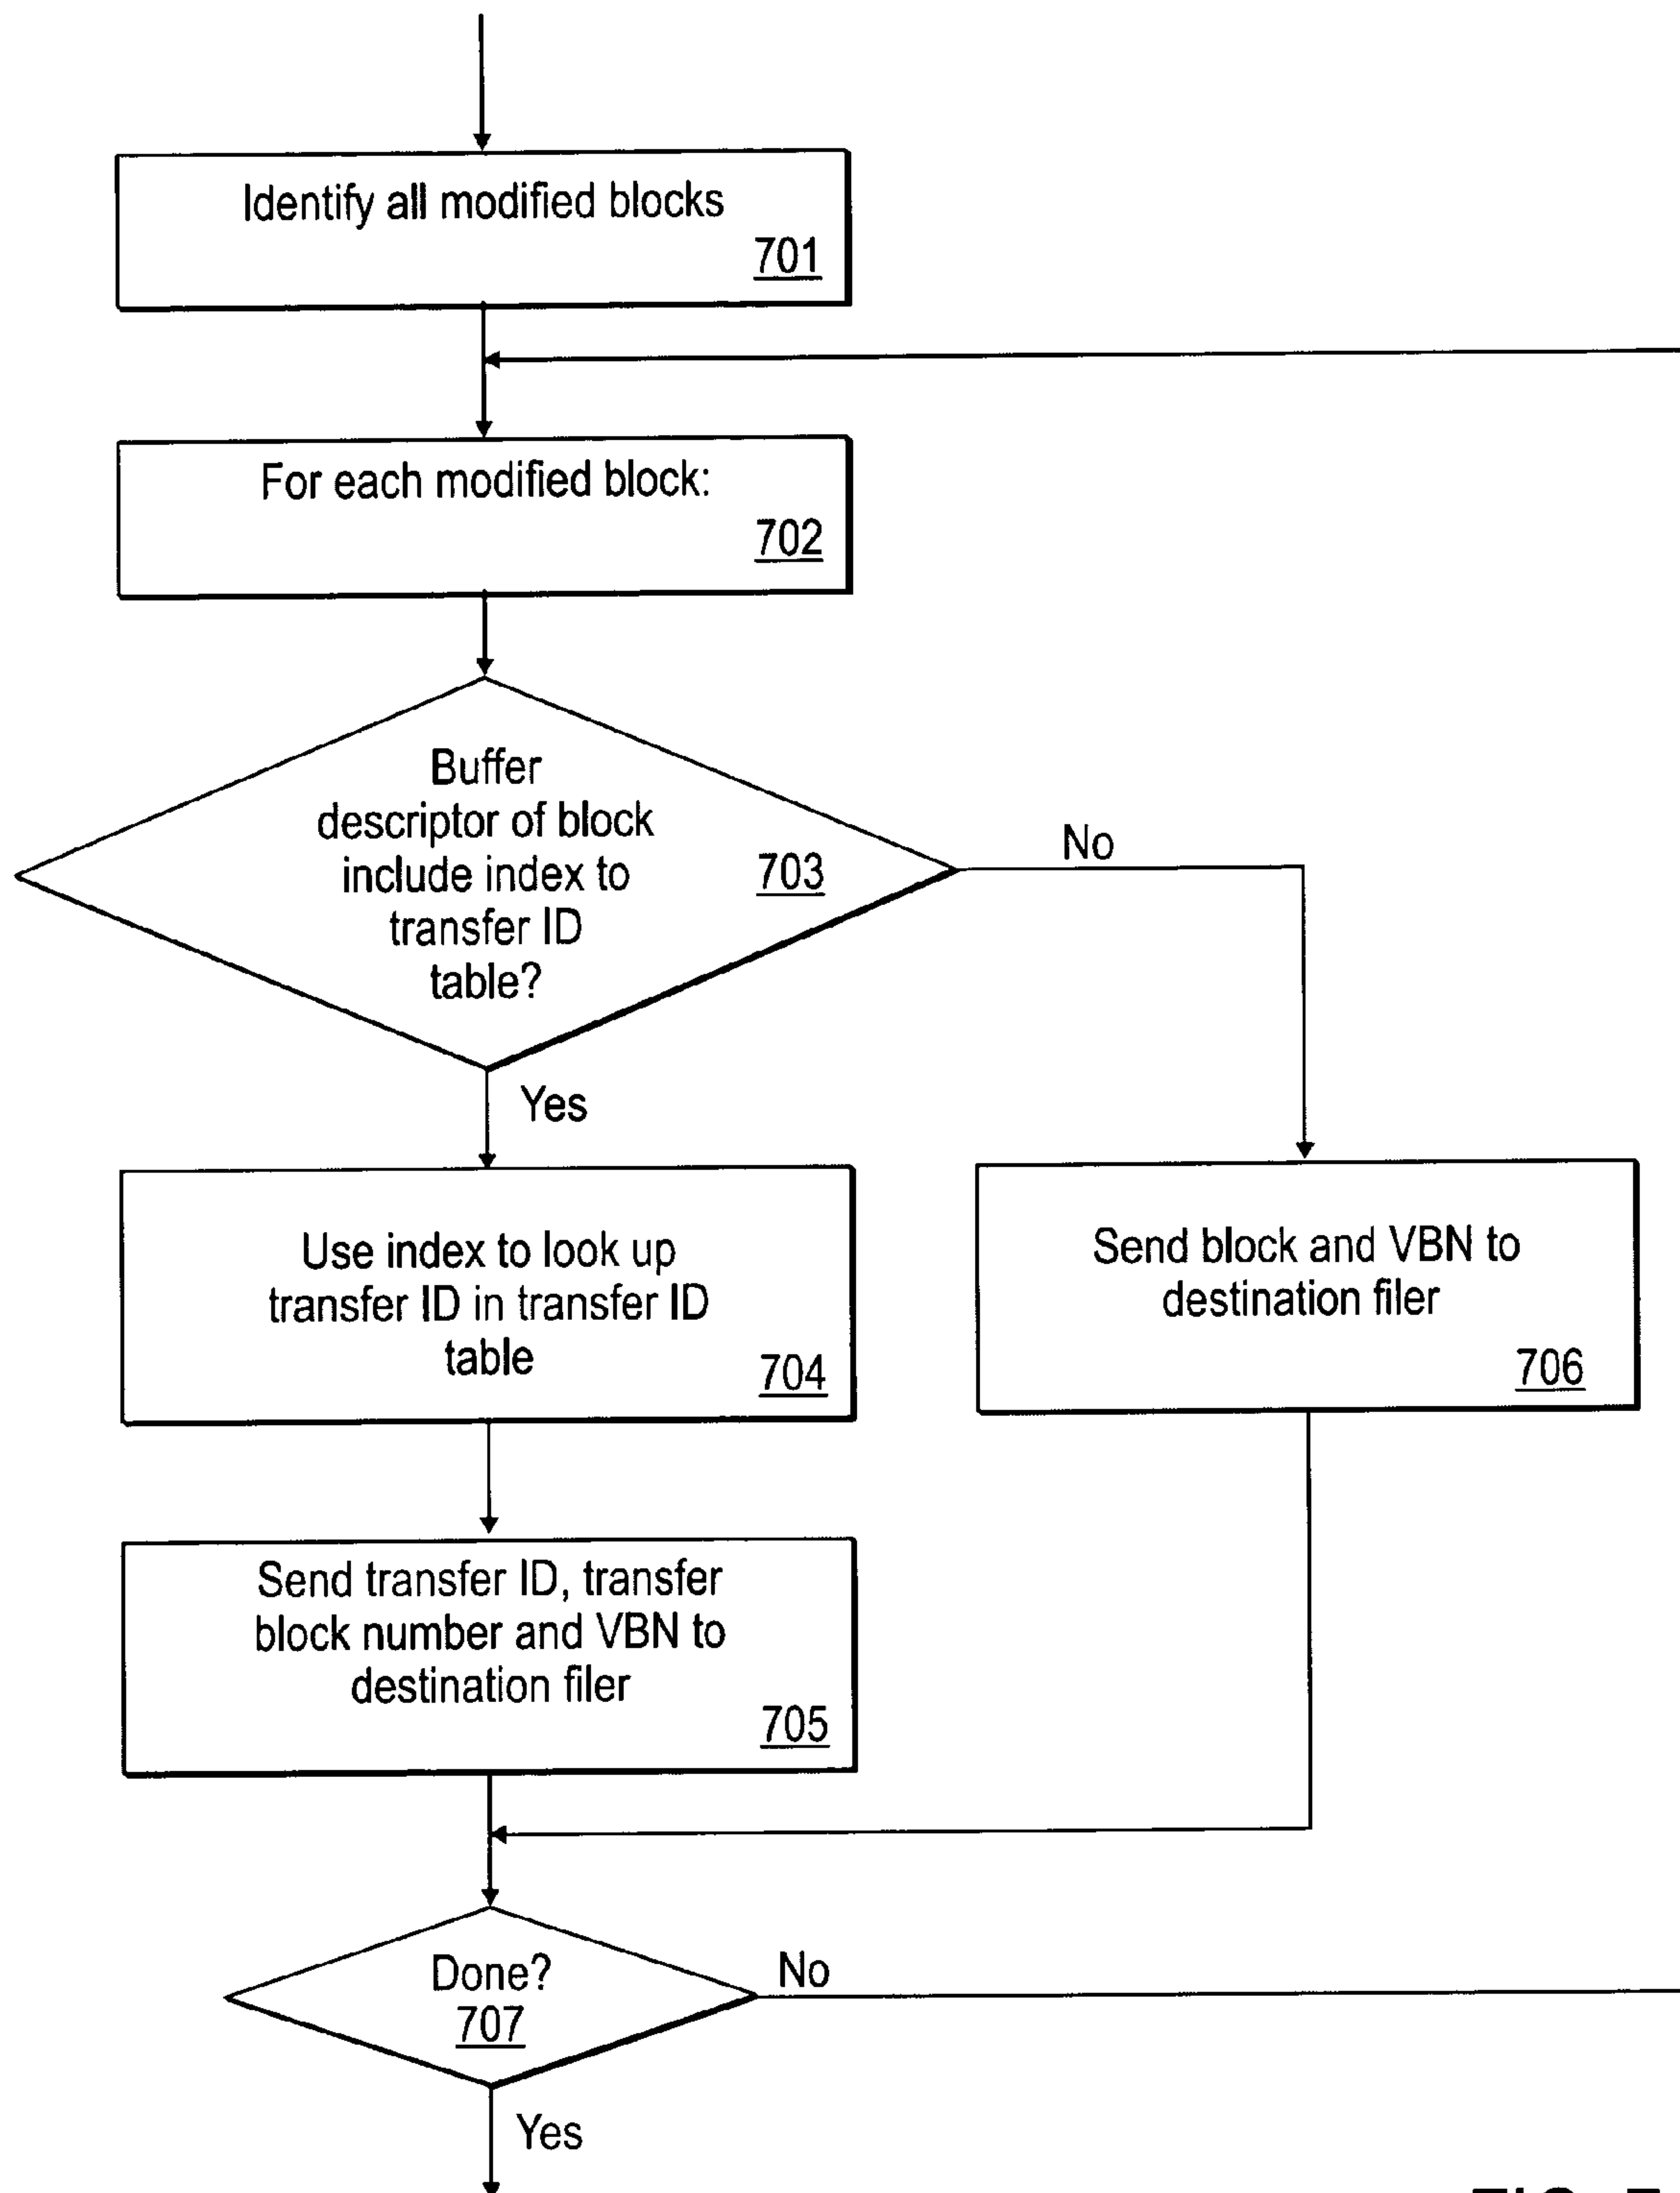 Identify all modified blocks
701
For each modified block:
702
Buffer
descriptor of block
include index to
transfer ID
table?
703
No
Yes
Use index to look up
transfer ID in transfer ID
table
704
Send block and VBN to
destination filer
706
Send transfer ID, transfer
block number and VBN to
destination filer
705
Done?
707
No
Yes